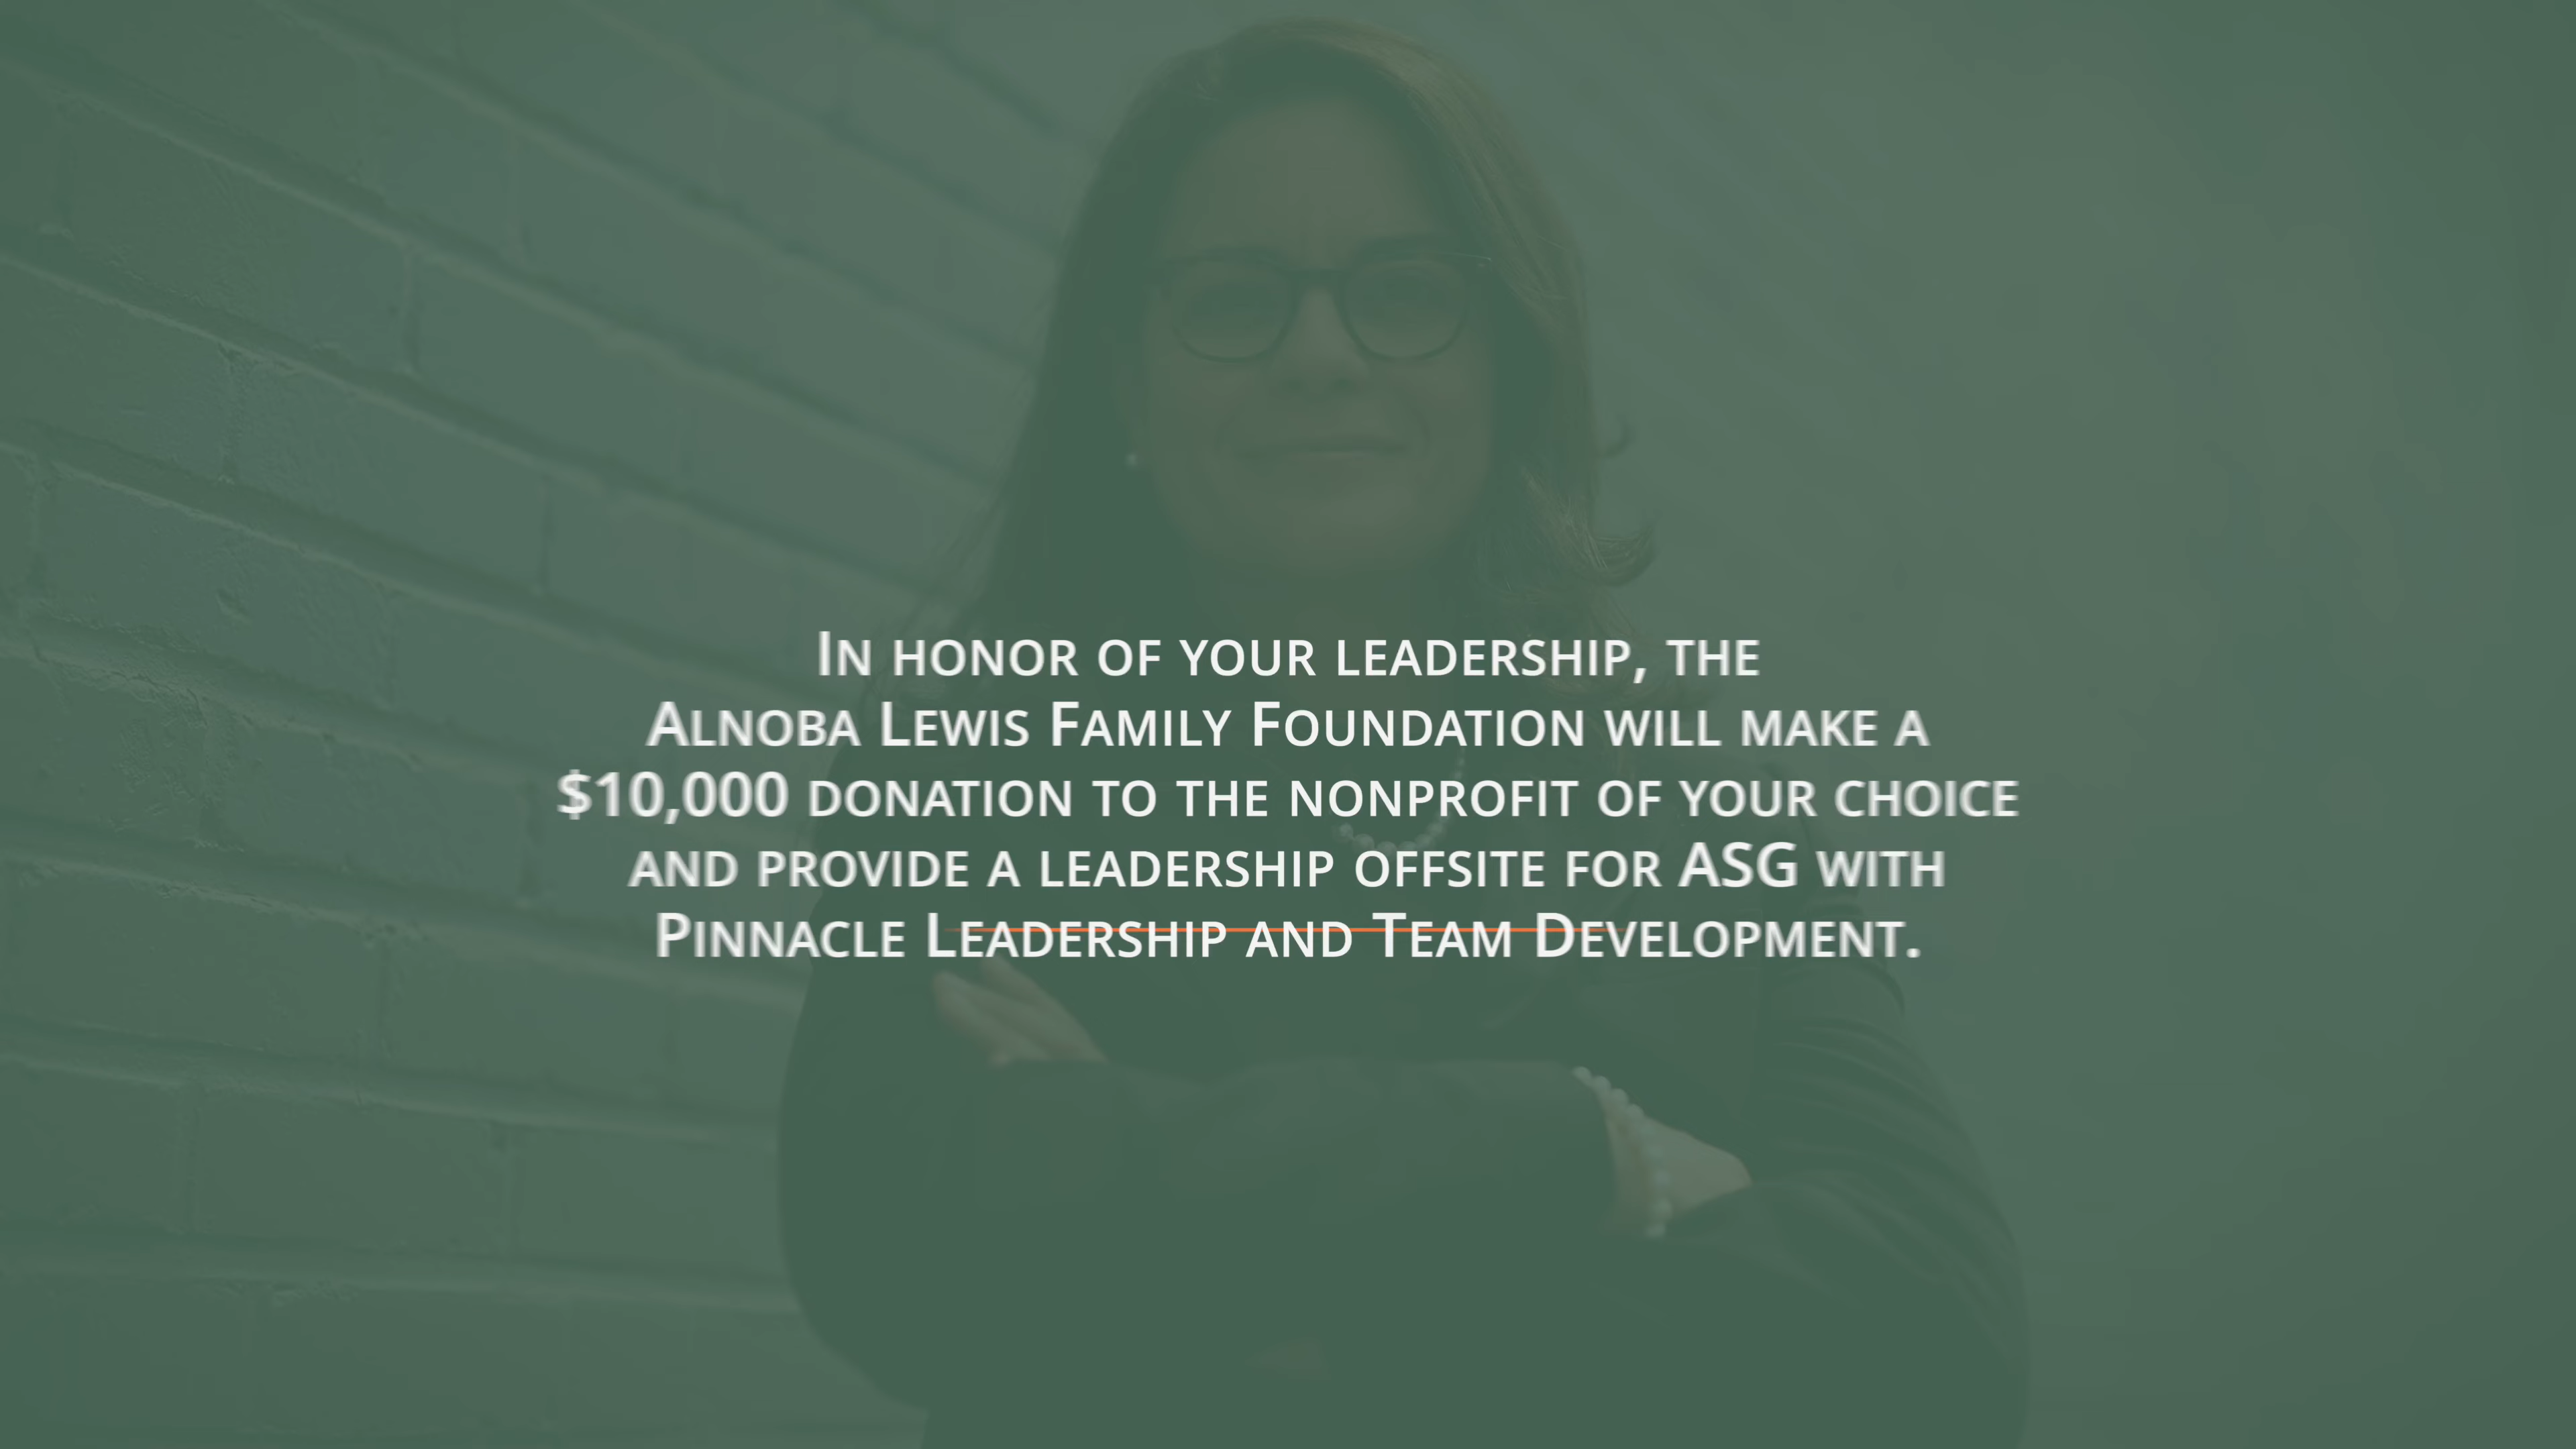 In honor of your leadership, the
Alnoba Lewis Family Foundation will make a
$10,000 donation to the nonprofit of your choice
and provide a leadership offsite for ASG with
Pinnacle Leadership and Team Development.